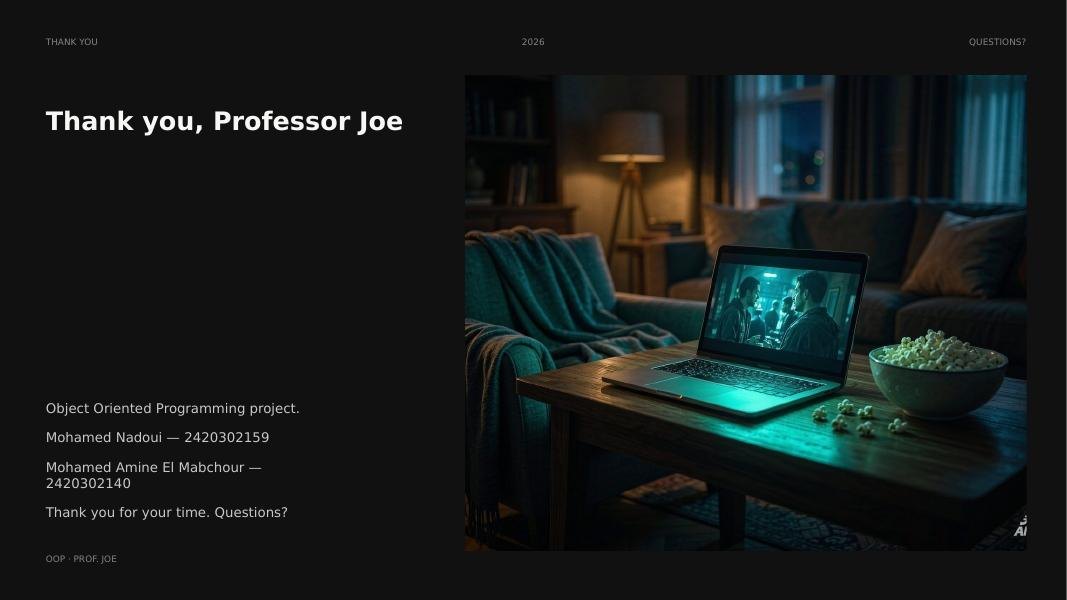 THANK YOU
2026
QUESTIONS?
Thank you, Professor Joe
Object Oriented Programming project.
Mohamed Nadoui — 2420302159
Mohamed Amine El Mabchour —
2420302140
Thank you for your time. Questions?
OOP · PROF. JOE